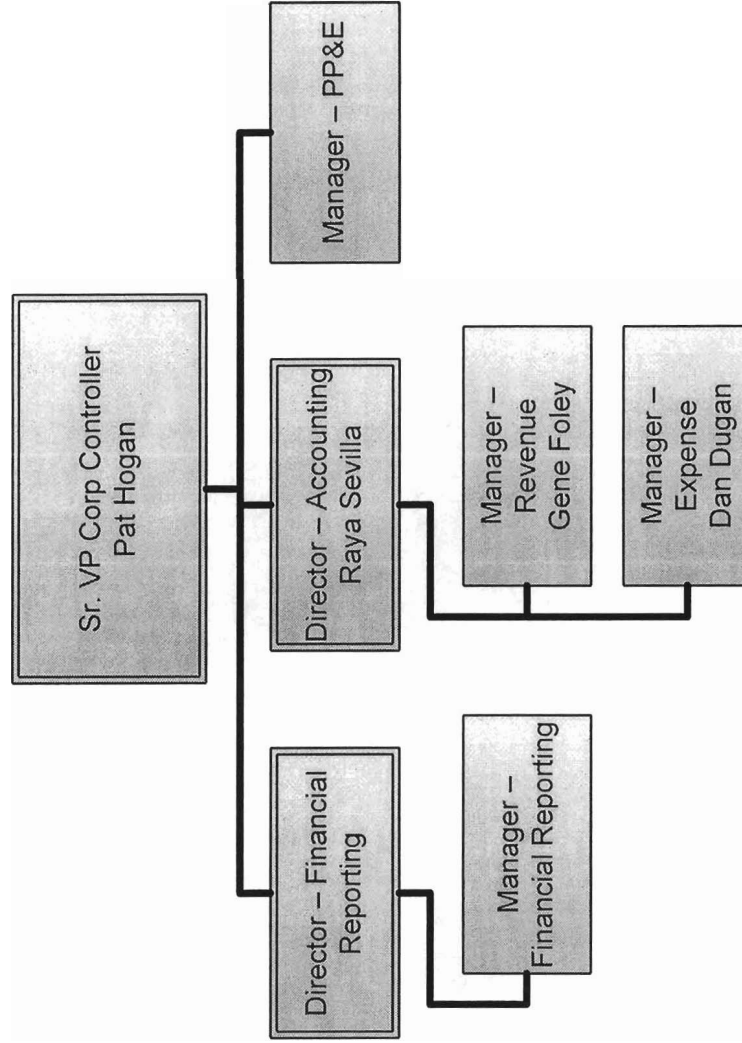 Sr. VP Corp Controller
Pat Hogan
Director – Financial
Reporting
Director – Accounting
Raya Sevilla
Manager – PP&E
Manager –
Financial Reporting
Manager –
Revenue
Gene Foley
Manager –
Expense
Dan Dugan